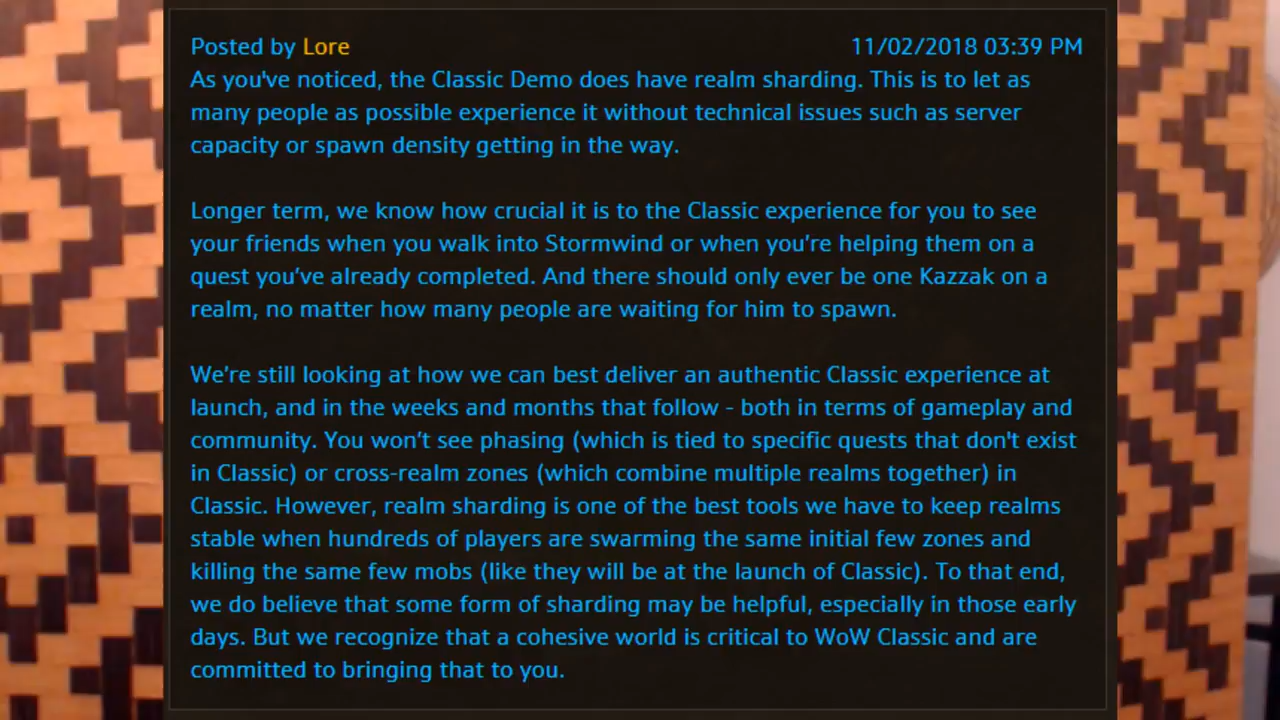 Posted by Lore 11/02/2018 03:39 PM
As you've noticed, the Classic Demo does have realm sharding. This is to let as
many people as possible experience it without technical issues such as server
capacity or spawn density getting in the way.
Longer term, we know how crucial it is to the Classic experience for you to see
your friends when you walk into Stormwind or when you’re helping them on a
quest you’ve already completed. And there should only ever be one Kazzak on a
realm, no matter how many people are waiting for him to spawn.
We’re still looking at how we can best deliver an authentic Classic experience at
launch, and in the weeks and months that follow - both in terms of gameplay and
community. You won’t see phasing (which is tied to specific quests that don't exist
in Classic) or cross-realm zones (which combine multiple realms together) in
Classic. However, realm sharding is one of the best tools we have to keep realms
stable when hundreds of players are swarming the same initial few zones and
killing the same few mobs (like they will be at the launch of Classic). To that end,
we do believe that some form of sharding may be helpful, especially in those early
days. But we recognize that a cohesive world is critical to WoW Classic and are
committed to bringing that to you.